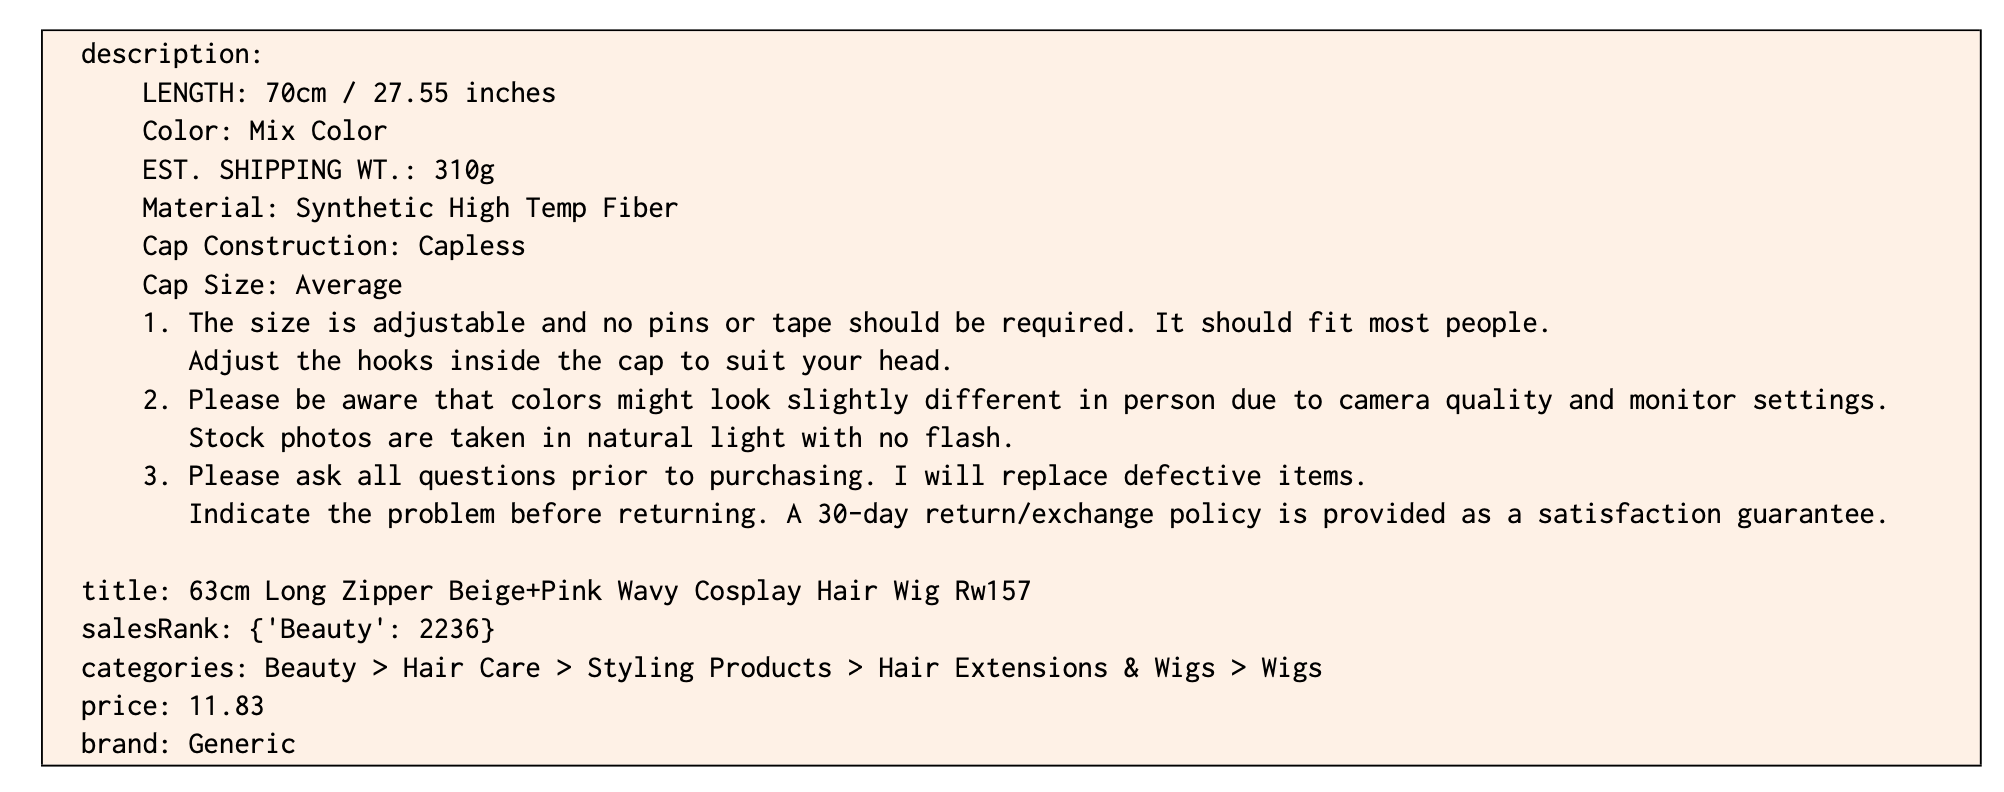 description:
LENGTH: 70cm / 27.55 inches
Color: Mix Color
EST. SHIPPING WT.: 310g
Material: Synthetic High Temp Fiber
Cap Construction: Capless
Cap Size: Average
1. The size is adjustable and no pins or tape should be required. It should fit most people.
Adjust the hooks inside the cap to suit your head.
2. Please be aware that colors might look slightly different in person due to camera quality and monitor settings.
Stock photos are taken in natural light with no flash.
3. Please ask all questions prior to purchasing. I will replace defective items.
Indicate the problem before returning. A 30-day return/exchange policy is provided as a satisfaction guarantee.
title: 63cm Long Zipper Beige+Pink Wavy Cosplay Hair Wig Rw157
salesRank: {'Beauty': 2236}
categories: Beauty > Hair Care > Styling Products > Hair Extensions & Wigs > Wigs
price: 11.83
brand: Generic